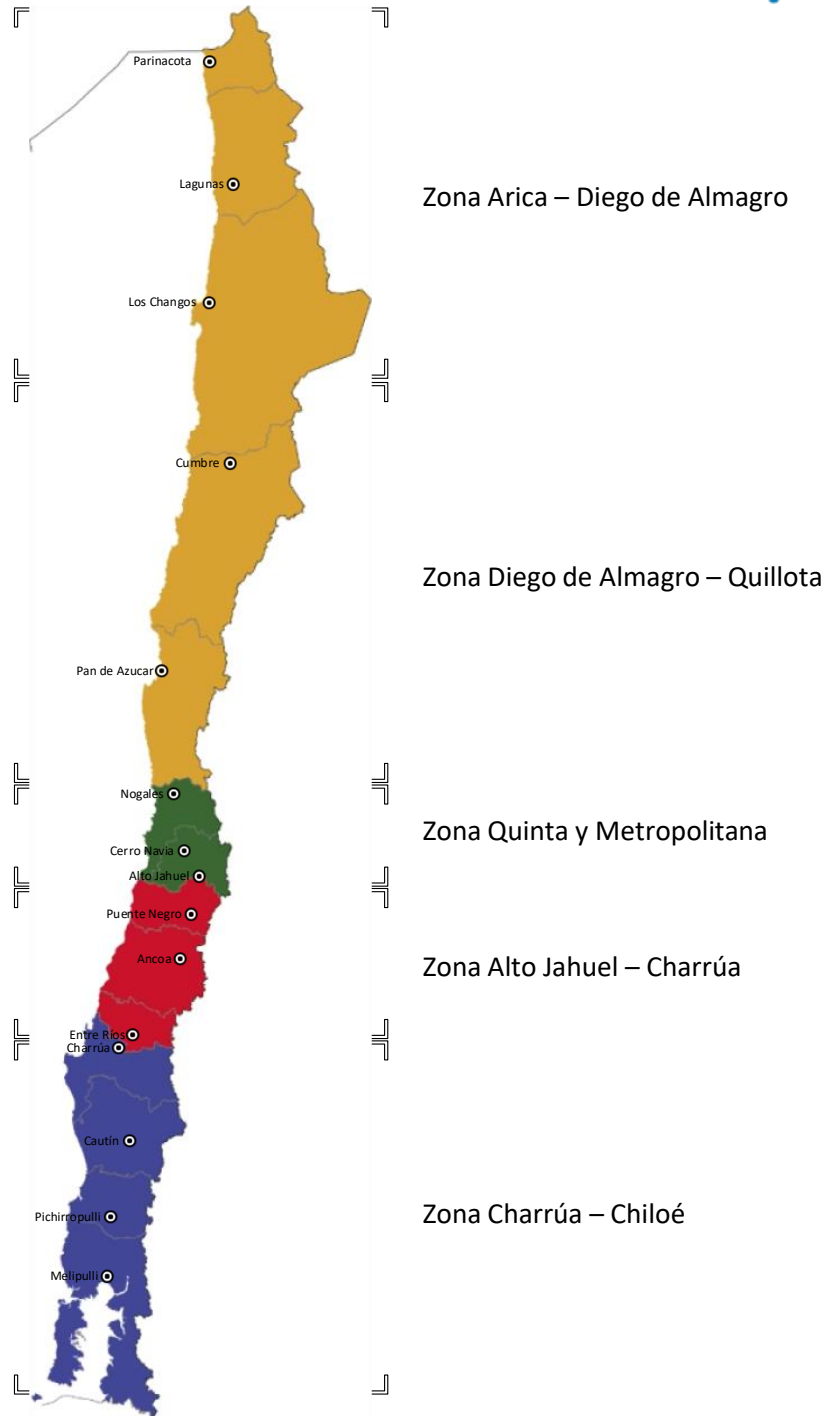 Parinacota
Lagunas
Zona Arica – Diego de Almagro
Los Changos
Cumbre
Zona Diego de Almagro – Quillota
Pan de Azucar
Nogales
Zona Quinta y Metropolitana
Cerro Navia
Alto Jahuel
Puente Negro
Ancoa
Zona Alto Jahuel – Charrúa
Entre Ríos
Charrúa
Cautín
Pichirropulli
Zona Charrúa – Chiloé
Melipulli